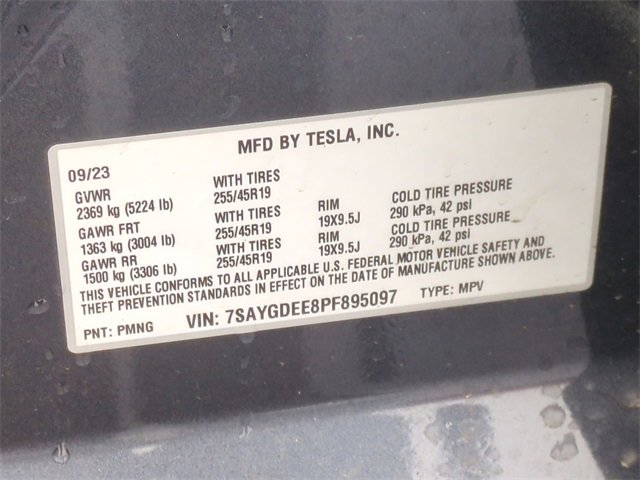 MFD BY TESLA, INC.
09/23
GVWR WITH TIRES
2369 kg (5224 lb) 255/45R19 RIM COLD TIRE PRESSURE
GAWR FRT WITH TIRES 19X9.5J 290 kPa, 42 psi
1363 kg (3004 lb) 255/45R19 RIM COLD TIRE PRESSURE
GAWR RR WITH TIRES 19X9.5J 290 kPa, 42 psi
1500 kg (3306 lb) 255/45R19
THIS VEHICLE CONFORMS TO ALL APPLICABLE U.S. FEDERAL MOTOR VEHICLE SAFETY AND
THEFT PREVENTION STANDARDS IN EFFECT ON THE DATE OF MANUFACTURE SHOWN ABOVE.
PNT: PMNG VIN: 7SAYGDEE8PF895097 TYPE: MPV